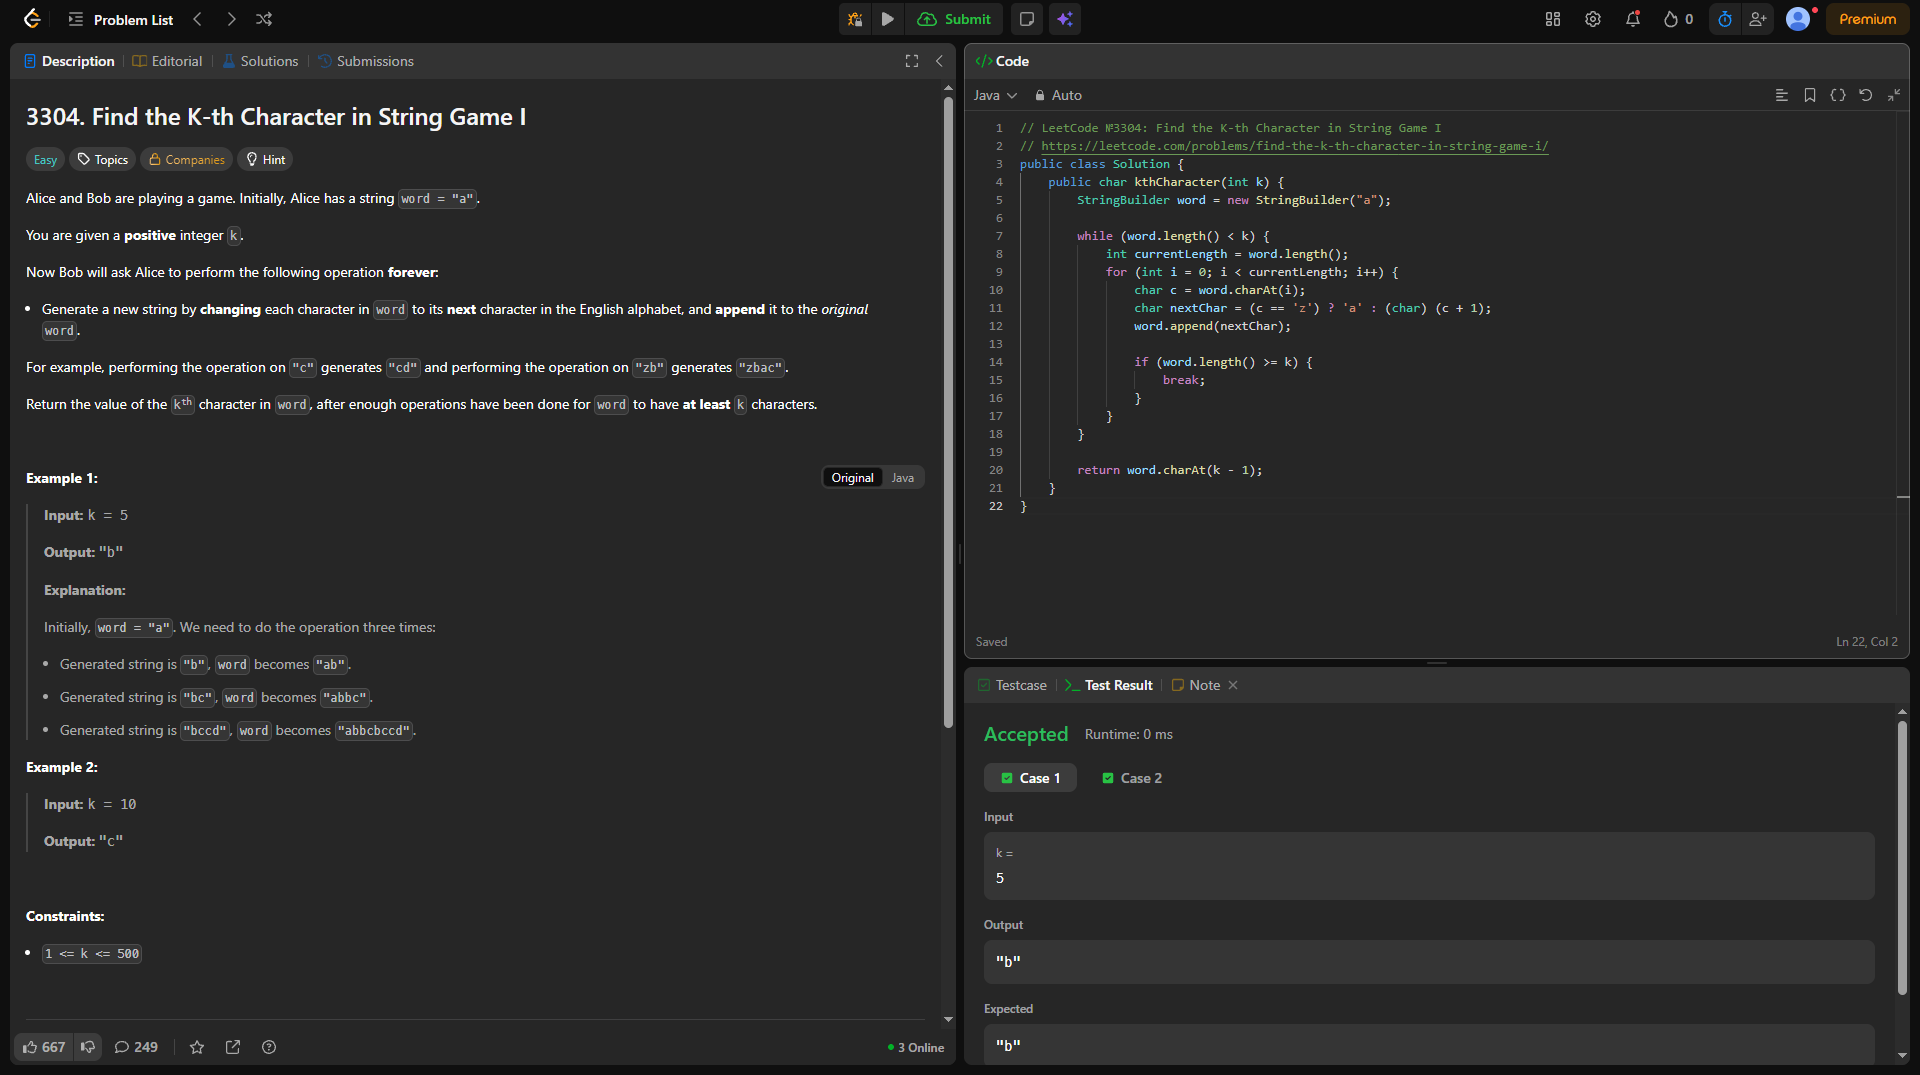 Problem List
Submit
0
Premium
Description
Editorial
Solutions
Submissions
3304. Find the K-th Character in String Game I
Easy
Topics
Companies
Hint
Alice and Bob are playing a game. Initially, Alice has a string word = "a".
You are given a positive integer k.
Now Bob will ask Alice to perform the following operation forever:
Generate a new string by changing each character in word to its next character in the English alphabet, and append it to the original
word.
For example, performing the operation on "c" generates "cd" and performing the operation on "zb" generates "zbac".
Return the value of the kth character in word, after enough operations have been done for word to have at least k characters.
Example 1:
Original
Java
Input: k = 5
Output: "b"
Explanation:
Initially, word = "a". We need to do the operation three times:
Generated string is "b", word becomes "ab".
Generated string is "bc", word becomes "abbc".
Generated string is "bccd", word becomes "abbcbccd".
Example 2:
Input: k = 10
Output: "c"
Constraints:
1 <= k <= 500
667
249
3 Online
</> Code
Java
Auto
1 // LeetCode №3304: Find the K-th Character in String Game I
2 // https://leetcode.com/problems/find-the-k-th-character-in-string-game-i/
3 public class Solution {
4 public char kthCharacter(int k) {
5 StringBuilder word = new StringBuilder("a");
6
7 while (word.length() < k) {
8 int currentLength = word.length();
9 for (int i = 0; i < currentLength; i++) {
10 char c = word.charAt(i);
11 char nextChar = (c == 'z') ? 'a' : (char) (c + 1);
12 word.append(nextChar);
13
14 if (word.length() >= k) {
15 break;
16 }
17 }
18 }
19
20 return word.charAt(k - 1);
21 }
22 }
Saved
Ln 22, Col 2
Testcase
Test Result
Note
Accepted
Runtime: 0 ms
Case 1
Case 2
Input
k =
5
Output
"b"
Expected
"b"